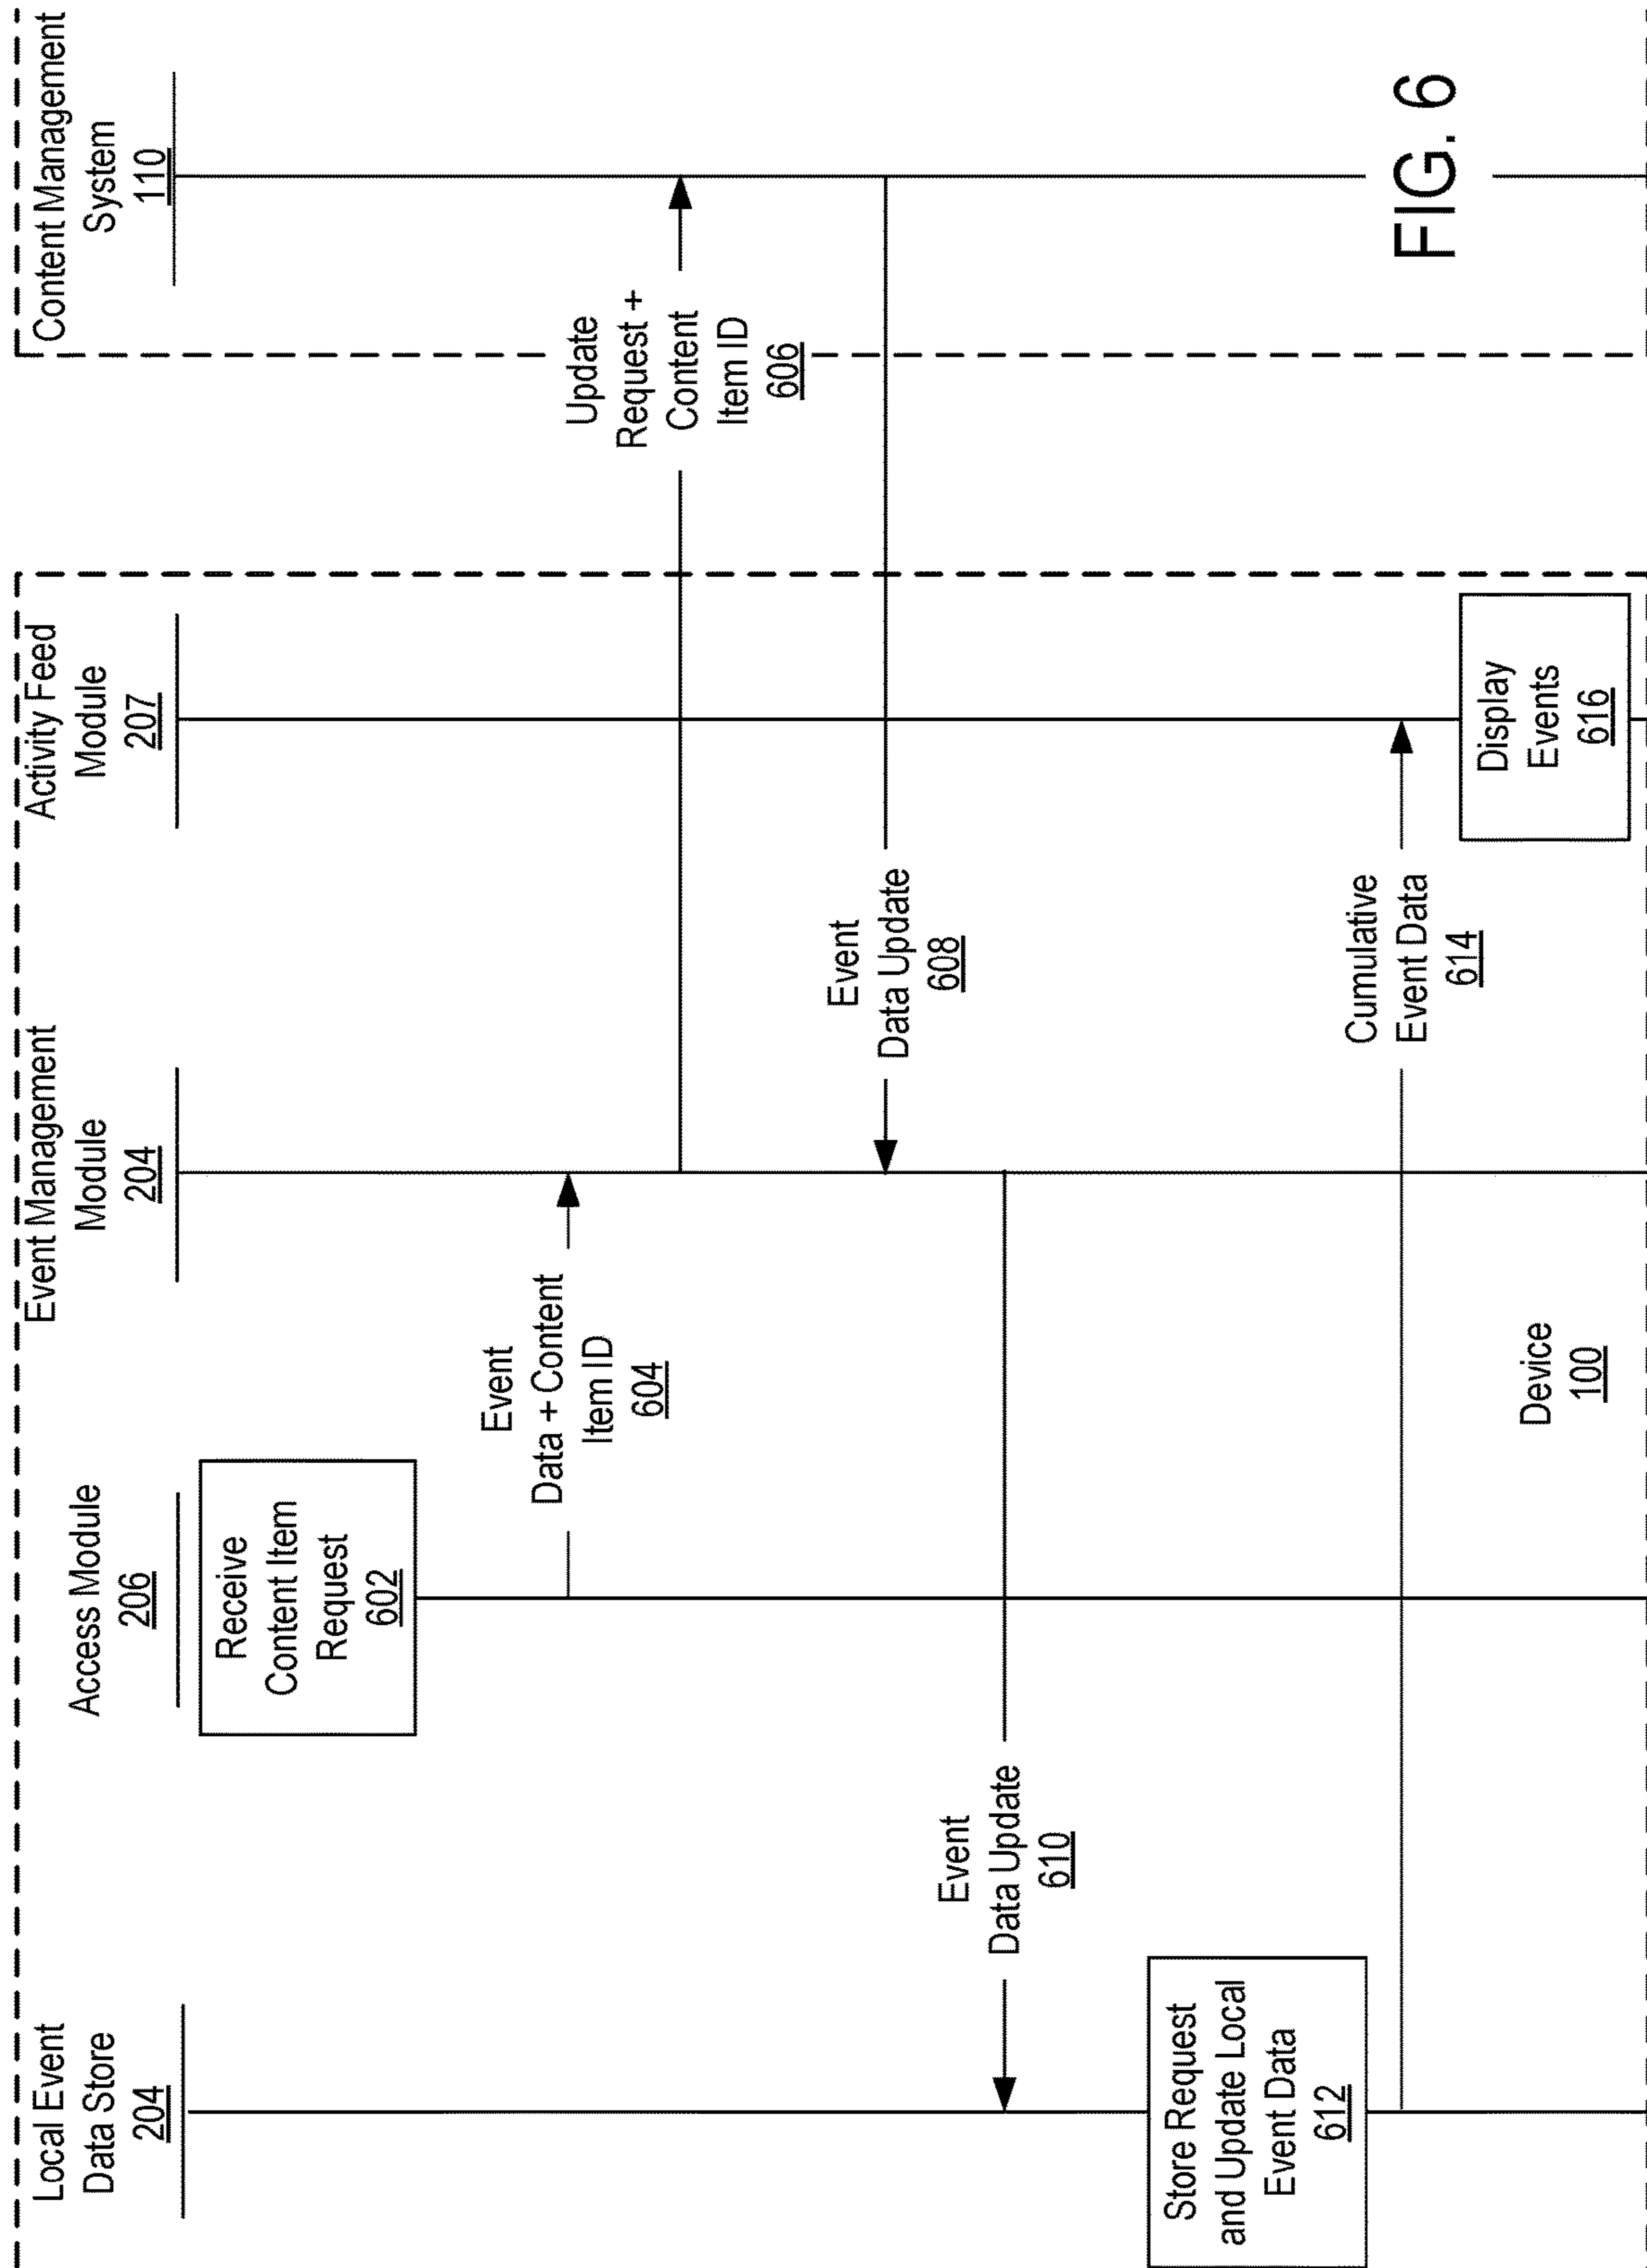 Local Event
Data Store
204
Access Module
206
Event Management
Module
204
Activity Feed
Module
207
Content Management
System
110
Receive
Content Item
Request
602
Event
Data + Content
Item ID
604
Update
Request +
Content
Item ID
606
Event
Data Update
608
Event
Data Update
610
Store Request
and Update Local
Event Data
612
Cumulative
Event Data
614
Display
Events
616
Device
100
FIG. 6